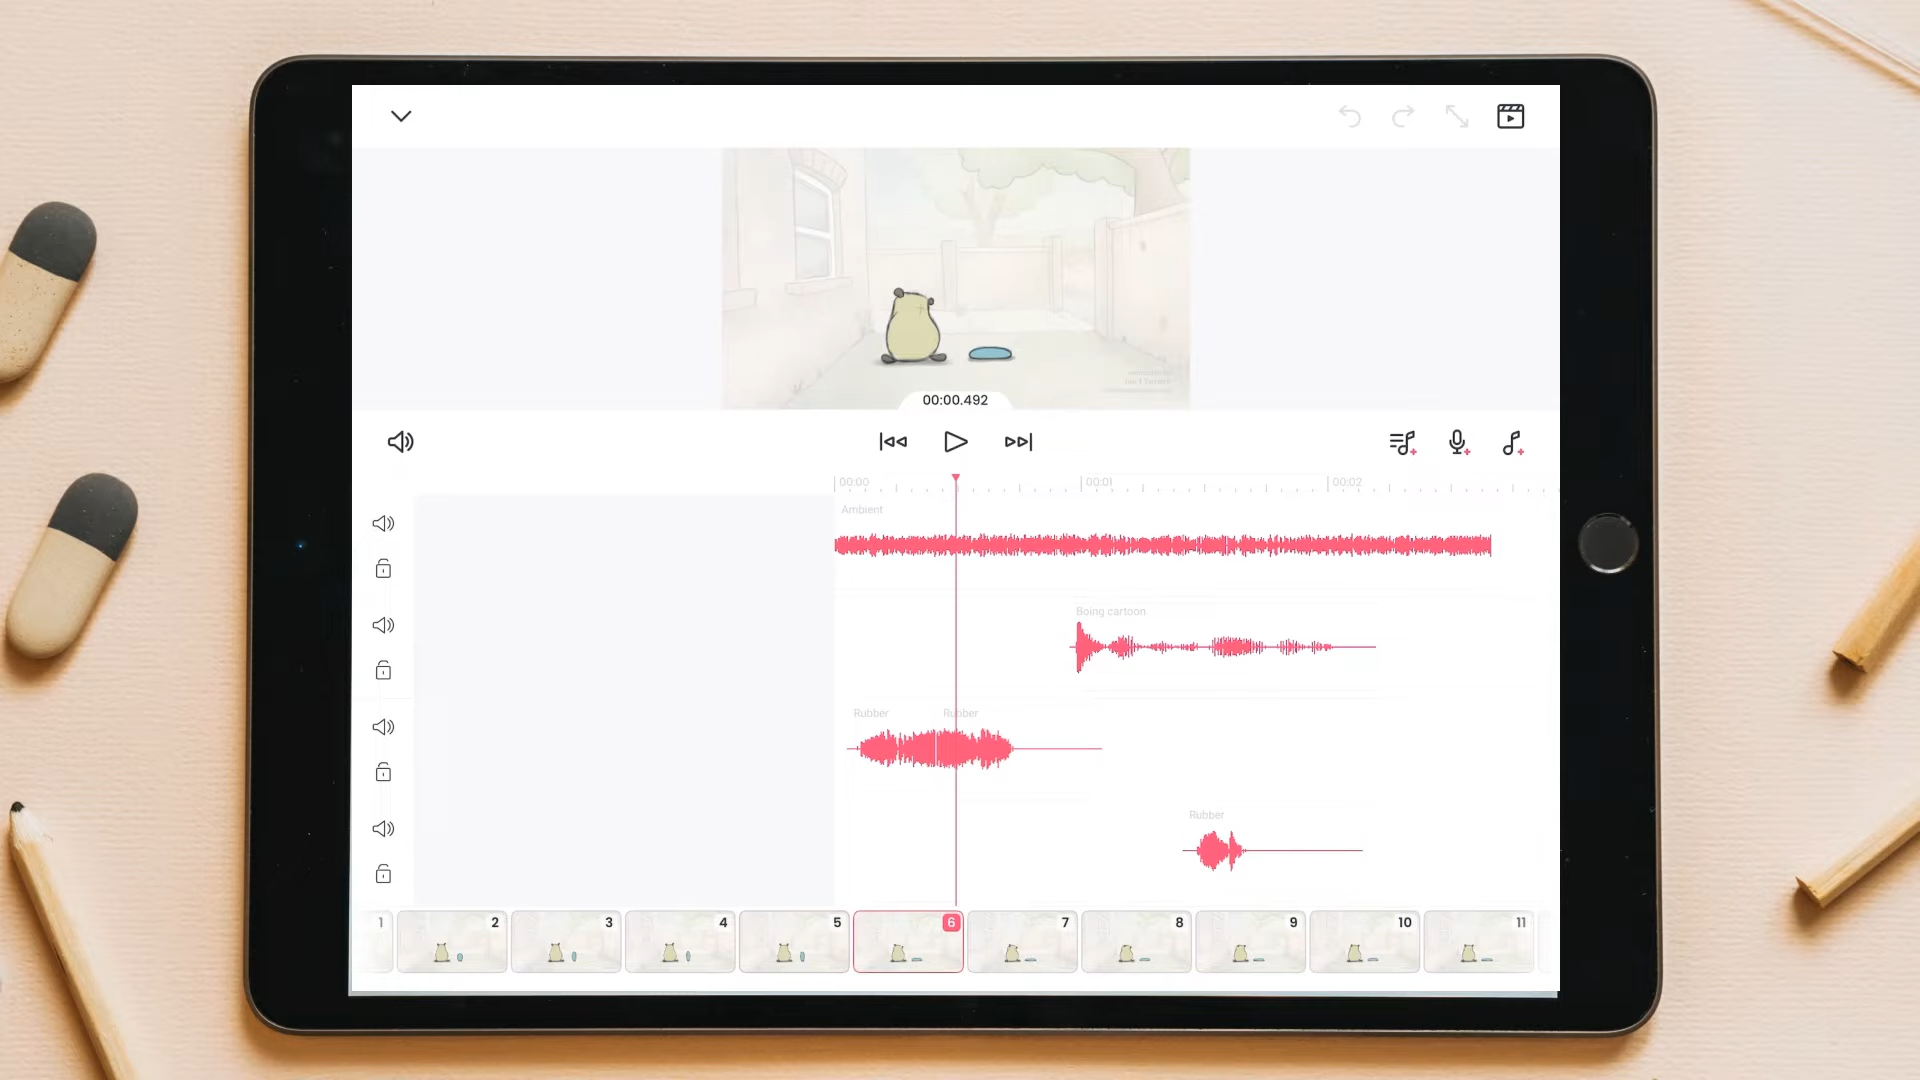 00:00.492
00:00
00:01
00:02
Ambient
Boing cartoon
Rubber Rubber
Rubber
1 2 3 4 5 6 7 8 9 10 11